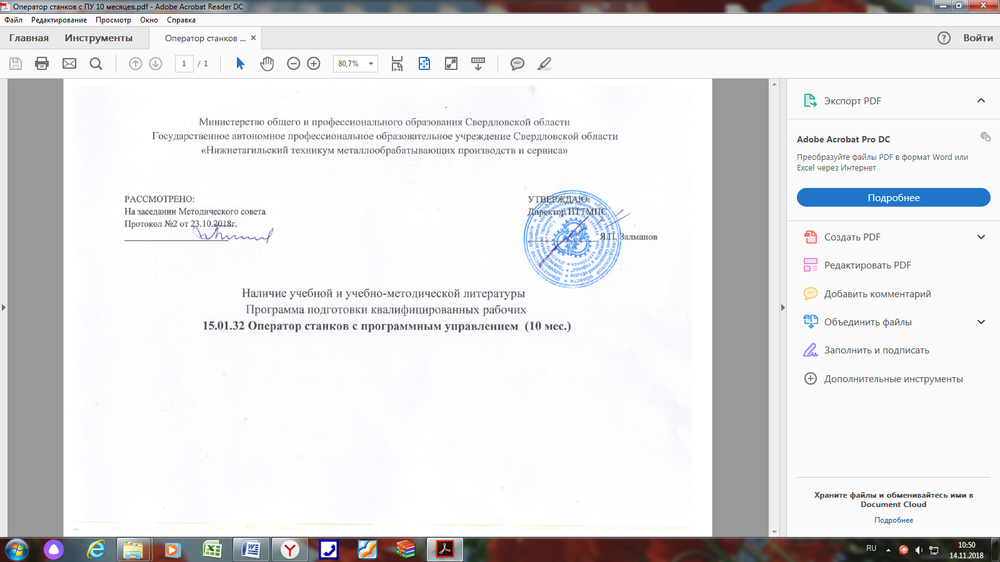 Оператор станков с ПУ 10 месяцев.pdf - Adobe Acrobat Reader DC
Файл Редактирование Просмотр Окно Справка
Главная Инструменты Оператор станков ... × Войти
1 / 1 80,7%
Министерство общего и профессионального образования Свердловской области
Государственное автономное профессиональное образовательное учреждение Свердловской области
«Нижнетагильский техникум металлообрабатывающих производств и сервиса»
РАССМОТРЕНО:
На заседании Методического совета
Протокол №2 от 23.10.2018г.
УТВЕРЖДАЮ:
Директор НТТМПС
Я.П. Залманов
Наличие учебной и учебно-методической литературы
Программа подготовки квалифицированных рабочих
15.01.32 Оператор станков с программным управлением (10 мес.)
Экспорт PDF
Adobe Acrobat Pro DC
Преобразуйте файлы PDF в формат Word или
Excel через Интернет
Подробнее
Создать PDF
Редактировать PDF
Добавить комментарий
Объединить файлы
Заполнить и подписать
Дополнительные инструменты
Храните файлы и обменивайтесь ими в
Document Cloud
Подробнее
RU
10:50
14.11.2018